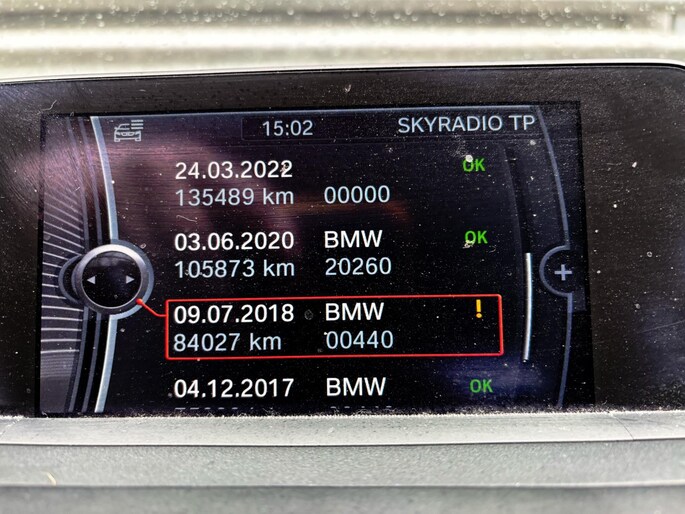 15:02 SKYRADIO TP
24.03.2022 OK
135489 km 00000
03.06.2020 BMW OK
105873 km 20260
09.07.2018 BMW !
84027 km 00440
04.12.2017 BMW OK